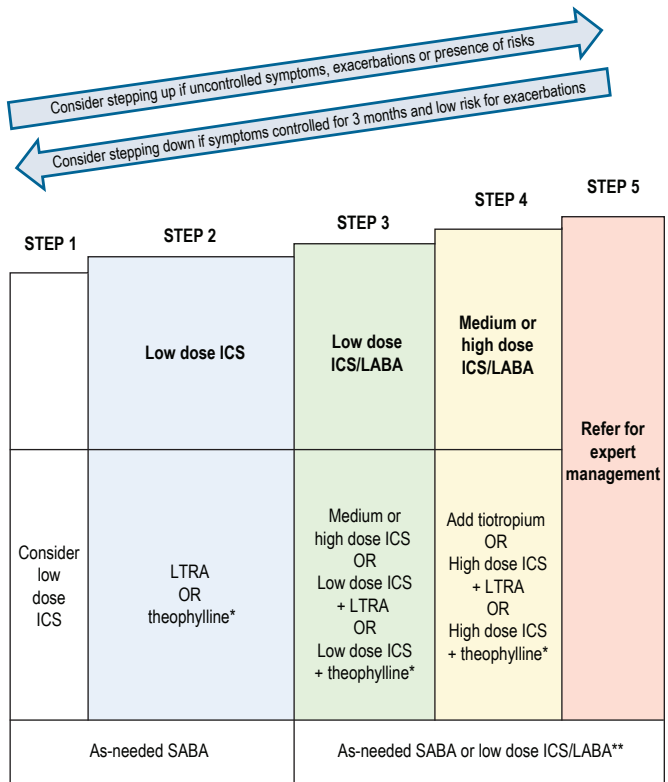 Consider stepping up if uncontrolled symptoms, exacerbations or presence of risks
Consider stepping down if symptoms controlled for 3 months and low risk for exacerbations
STEP 1
STEP 2
STEP 3
STEP 4
STEP 5
Low dose ICS
Low dose
ICS/LABA
Medium or
high dose
ICS/LABA
Refer for
expert
management
Consider
low
dose
ICS
LTRA
OR
theophylline*
Medium or
high dose ICS
OR
Low dose ICS
+ LTRA
OR
Low dose ICS
+ theophylline*
Add tiotropium
OR
High dose ICS
+ LTRA
OR
High dose ICS
+ theophylline*
As-needed SABA
As-needed SABA or low dose ICS/LABA**